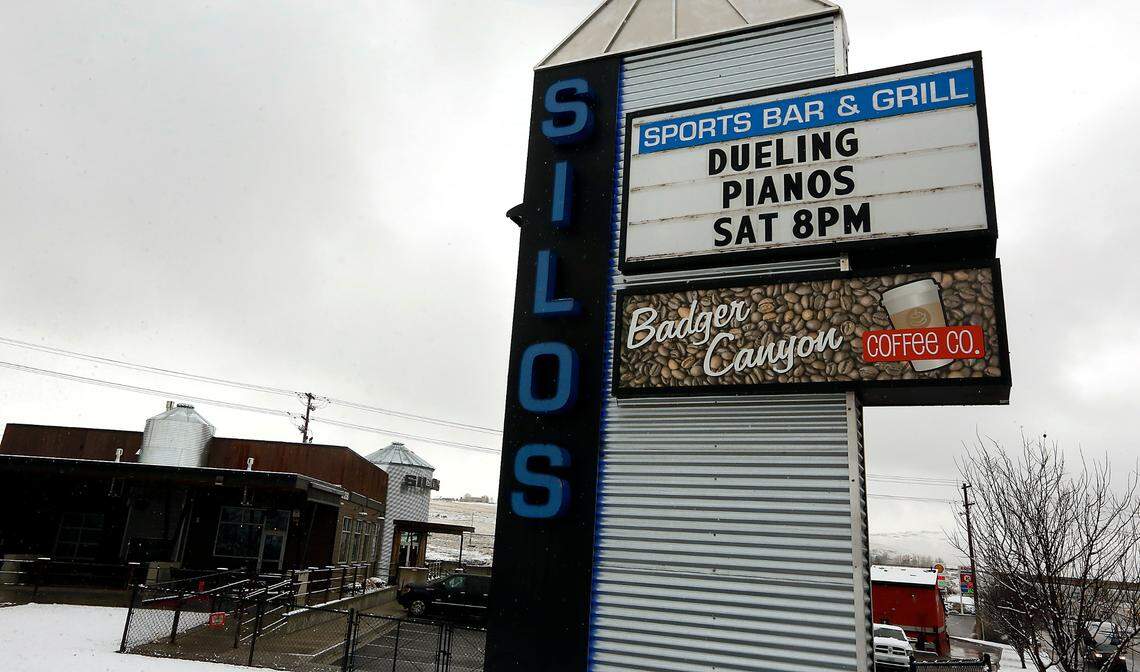 SILOS
SPORTS BAR & GRILL
DUELING
PIANOS
SAT 8PM
Badger
Canyon
COFFEE CO.